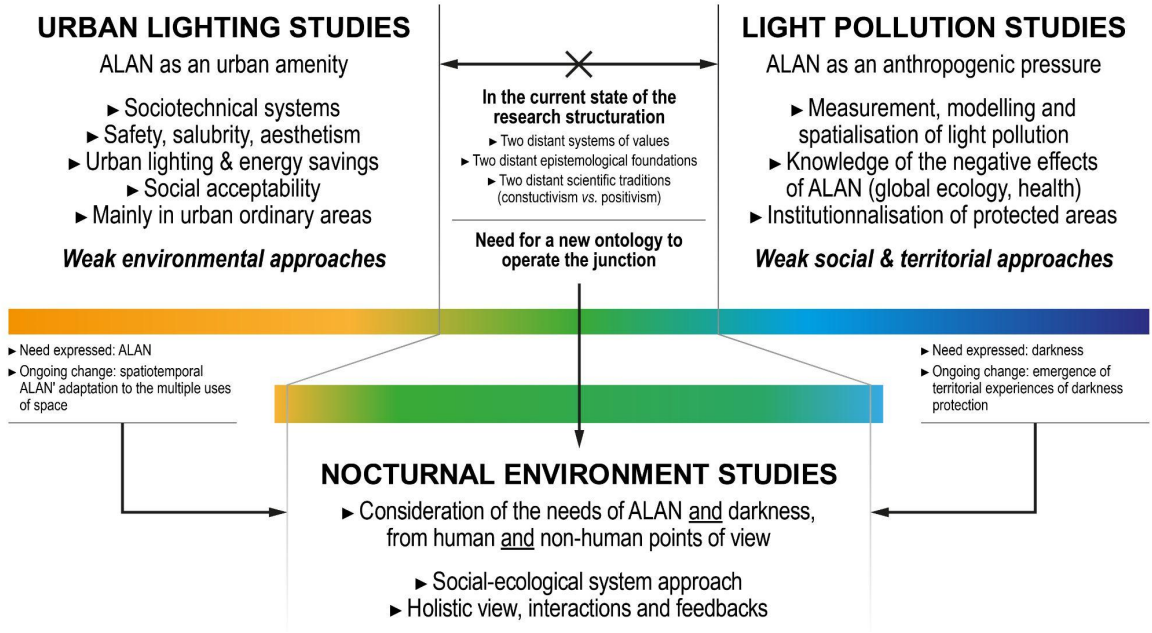 URBAN LIGHTING STUDIES
ALAN as an urban amenity
► Sociotechnical systems
► Safety, salubrity, aesthetism
► Urban lighting & energy savings
► Social acceptability
► Mainly in urban ordinary areas
Weak environmental approaches
In the current state of the
research structuration
► Two distant systems of values
► Two distant epistemological foundations
► Two distant scientific traditions
(constuctivism vs. positivism)
Need for a new ontology to
operate the junction
LIGHT POLLUTION STUDIES
ALAN as an anthropogenic pressure
► Measurement, modelling and
spatialisation of light pollution
► Knowledge of the negative effects
of ALAN (global ecology, health)
► Institutionnalisation of protected areas
Weak social & territorial approaches
► Need expressed: ALAN
► Ongoing change: spatiotemporal
ALAN' adaptation to the multiple uses
of space
► Need expressed: darkness
► Ongoing change: emergence of
territorial experiences of darkness
protection
NOCTURNAL ENVIRONMENT STUDIES
► Consideration of the needs of ALAN and darkness,
from human and non-human points of view
► Social-ecological system approach
► Holistic view, interactions and feedbacks